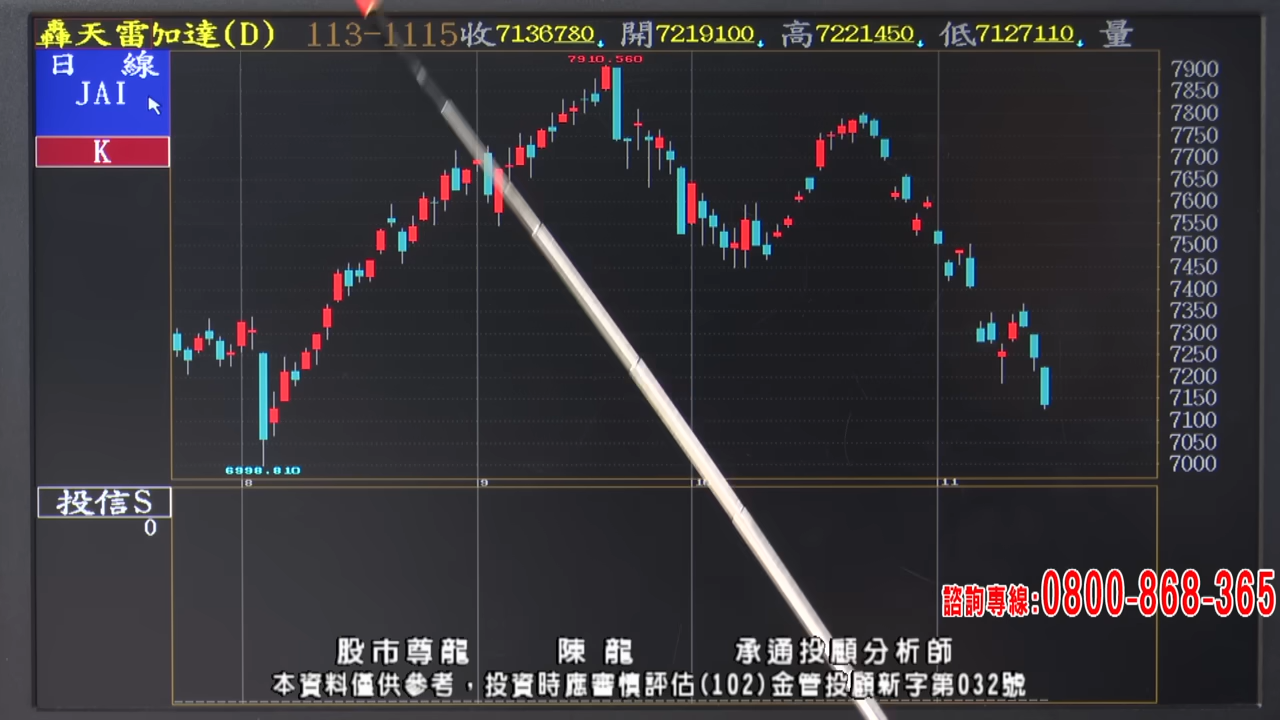 轟天雷加達(D) 113-1115收7136780↓ 開7219100↓ 高7221450↓ 低7127110↓ 量
日 線
JAI
K
7910.560
7900
7850
7800
7750
7700
7650
7600
7550
7500
7450
7400
7350
7300
7250
7200
7150
7100
7050
7000
6998.810
8 9 10 11
投信S
0
諮詢專線:0800-868-365
股市尊龍 陳龍 承通投顧分析師
本資料僅供參考，投資時應審慎評估(102)金管投顧新字第032號